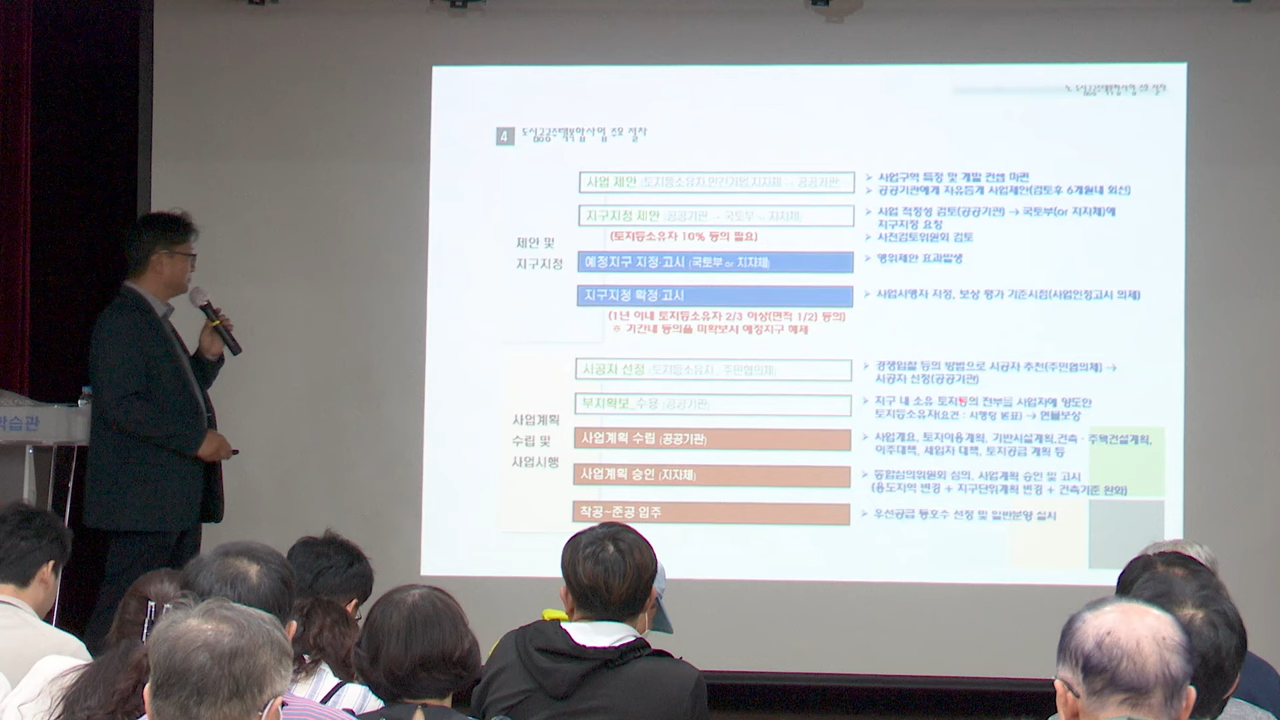 4 도심공공주택복합사업 주요 절차
사업 제안 (토지등소유자,민간기업,지자체 → 공공기관)
➢ 사업구역 특정 및 개발 컨셉 마련
➢ 공공기관에게 자유롭게 사업제안(검토후 6개월내 회신)
지구지정 제안 (공공기관 → 국토부 or 지자체)
➢ 사업 적정성 검토(공공기관) → 국토부(or 지자체)에
지구지정 요청
(토지등소유자 10% 동의 필요)
➢ 사전검토위원회 검토
제안 및
지구지정
예정지구 지정·고시 (국토부 or 지자체)
➢ 행위제한 효과발생
지구지정 확정·고시
➢ 사업시행자 지정, 보상 평가 기준시점(사업인정고시 의제)
(1년 이내 토지등소유자 2/3 이상(면적 1/2) 동의)
※ 기간내 동의율 미확보시 예정지구 해제
시공자 선정 (토지등소유자, 주민협의체)
➢ 경쟁입찰 등의 방법으로 시공자 추천(주민협의체) →
시공자 선정(공공기관)
부지확보_수용 (공공기관)
➢ 지구 내 소유 토지등의 전부를 사업자에 양도한
토지등소유자(요건 : 시행령 별표) → 현물보상
사업계획
수립 및
사업시행
사업계획 수립 (공공기관)
➢ 사업개요, 토지이용계획, 기반시설계획,건축·주택건설계획,
이주대책, 세입자 대책, 토지공급 계획 등
사업계획 승인 (지자체)
➢ 통합심의위원회 심의, 사업계획 승인 및 고시
(용도지역 변경 + 지구단위계획 변경 + 건축기준 완화)
착공~준공 입주
➢ 우선공급 동호수 선정 및 일반분양 실시
학습관